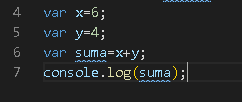 4 var x=6;
5 var y=4;
6 var suma=x+y;
7 console.log(suma);